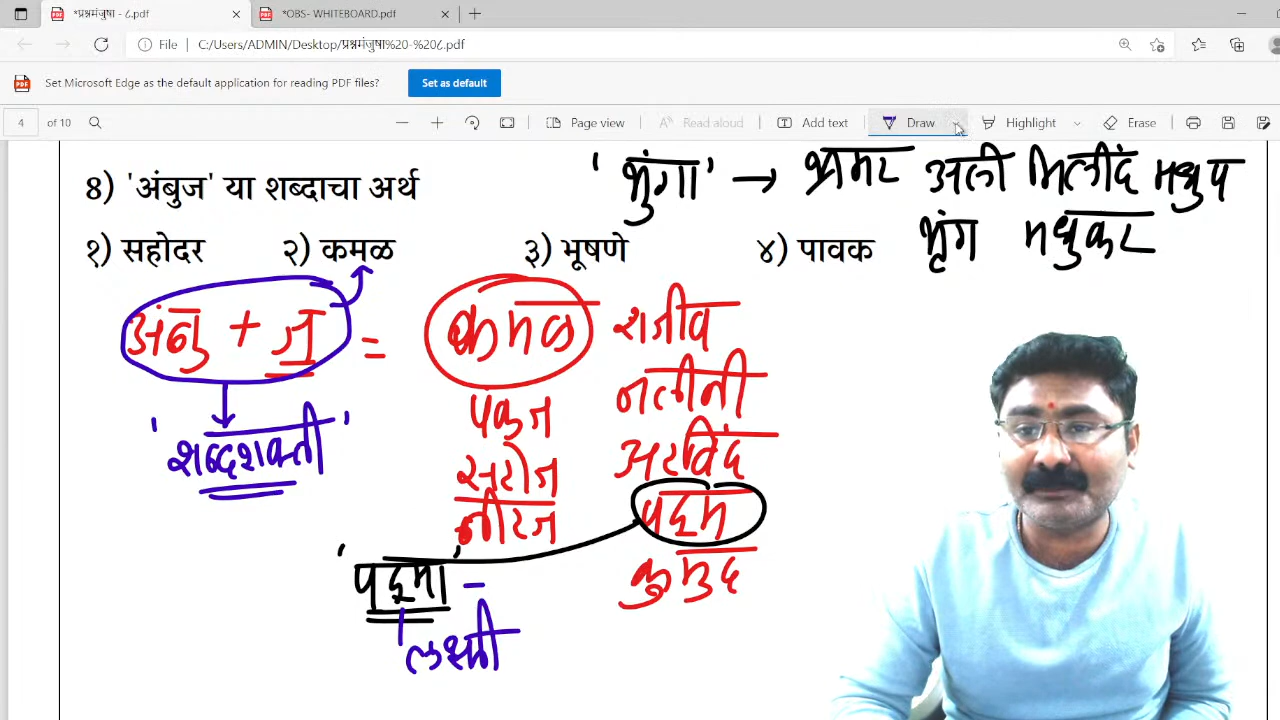 *प्रश्नमंजुषा - ८.pdf
*OBS- WHITEBOARD.pdf
File C:/Users/ADMIN/Desktop/प्रश्नमंजुषा%20-%20८.pdf
Set Microsoft Edge as the default application for reading PDF files? Set as default
4 of 10 Page view Read aloud Add text Draw Highlight Erase
८) 'अंबुज' या शब्दाचा अर्थ
१) सहोदर २) कमळ ३) भूषणे ४) पावक
'भुंगा' → भ्रमर अली मिलींद मधुप
भृंग मधुकर
अंबु + ज = कमळ राजीव
पंकज नलीनी
'शब्दशक्ती' सरोज अरविंद
नीरज पद्म
'पद्मा' - कुमुद
लक्ष्मी